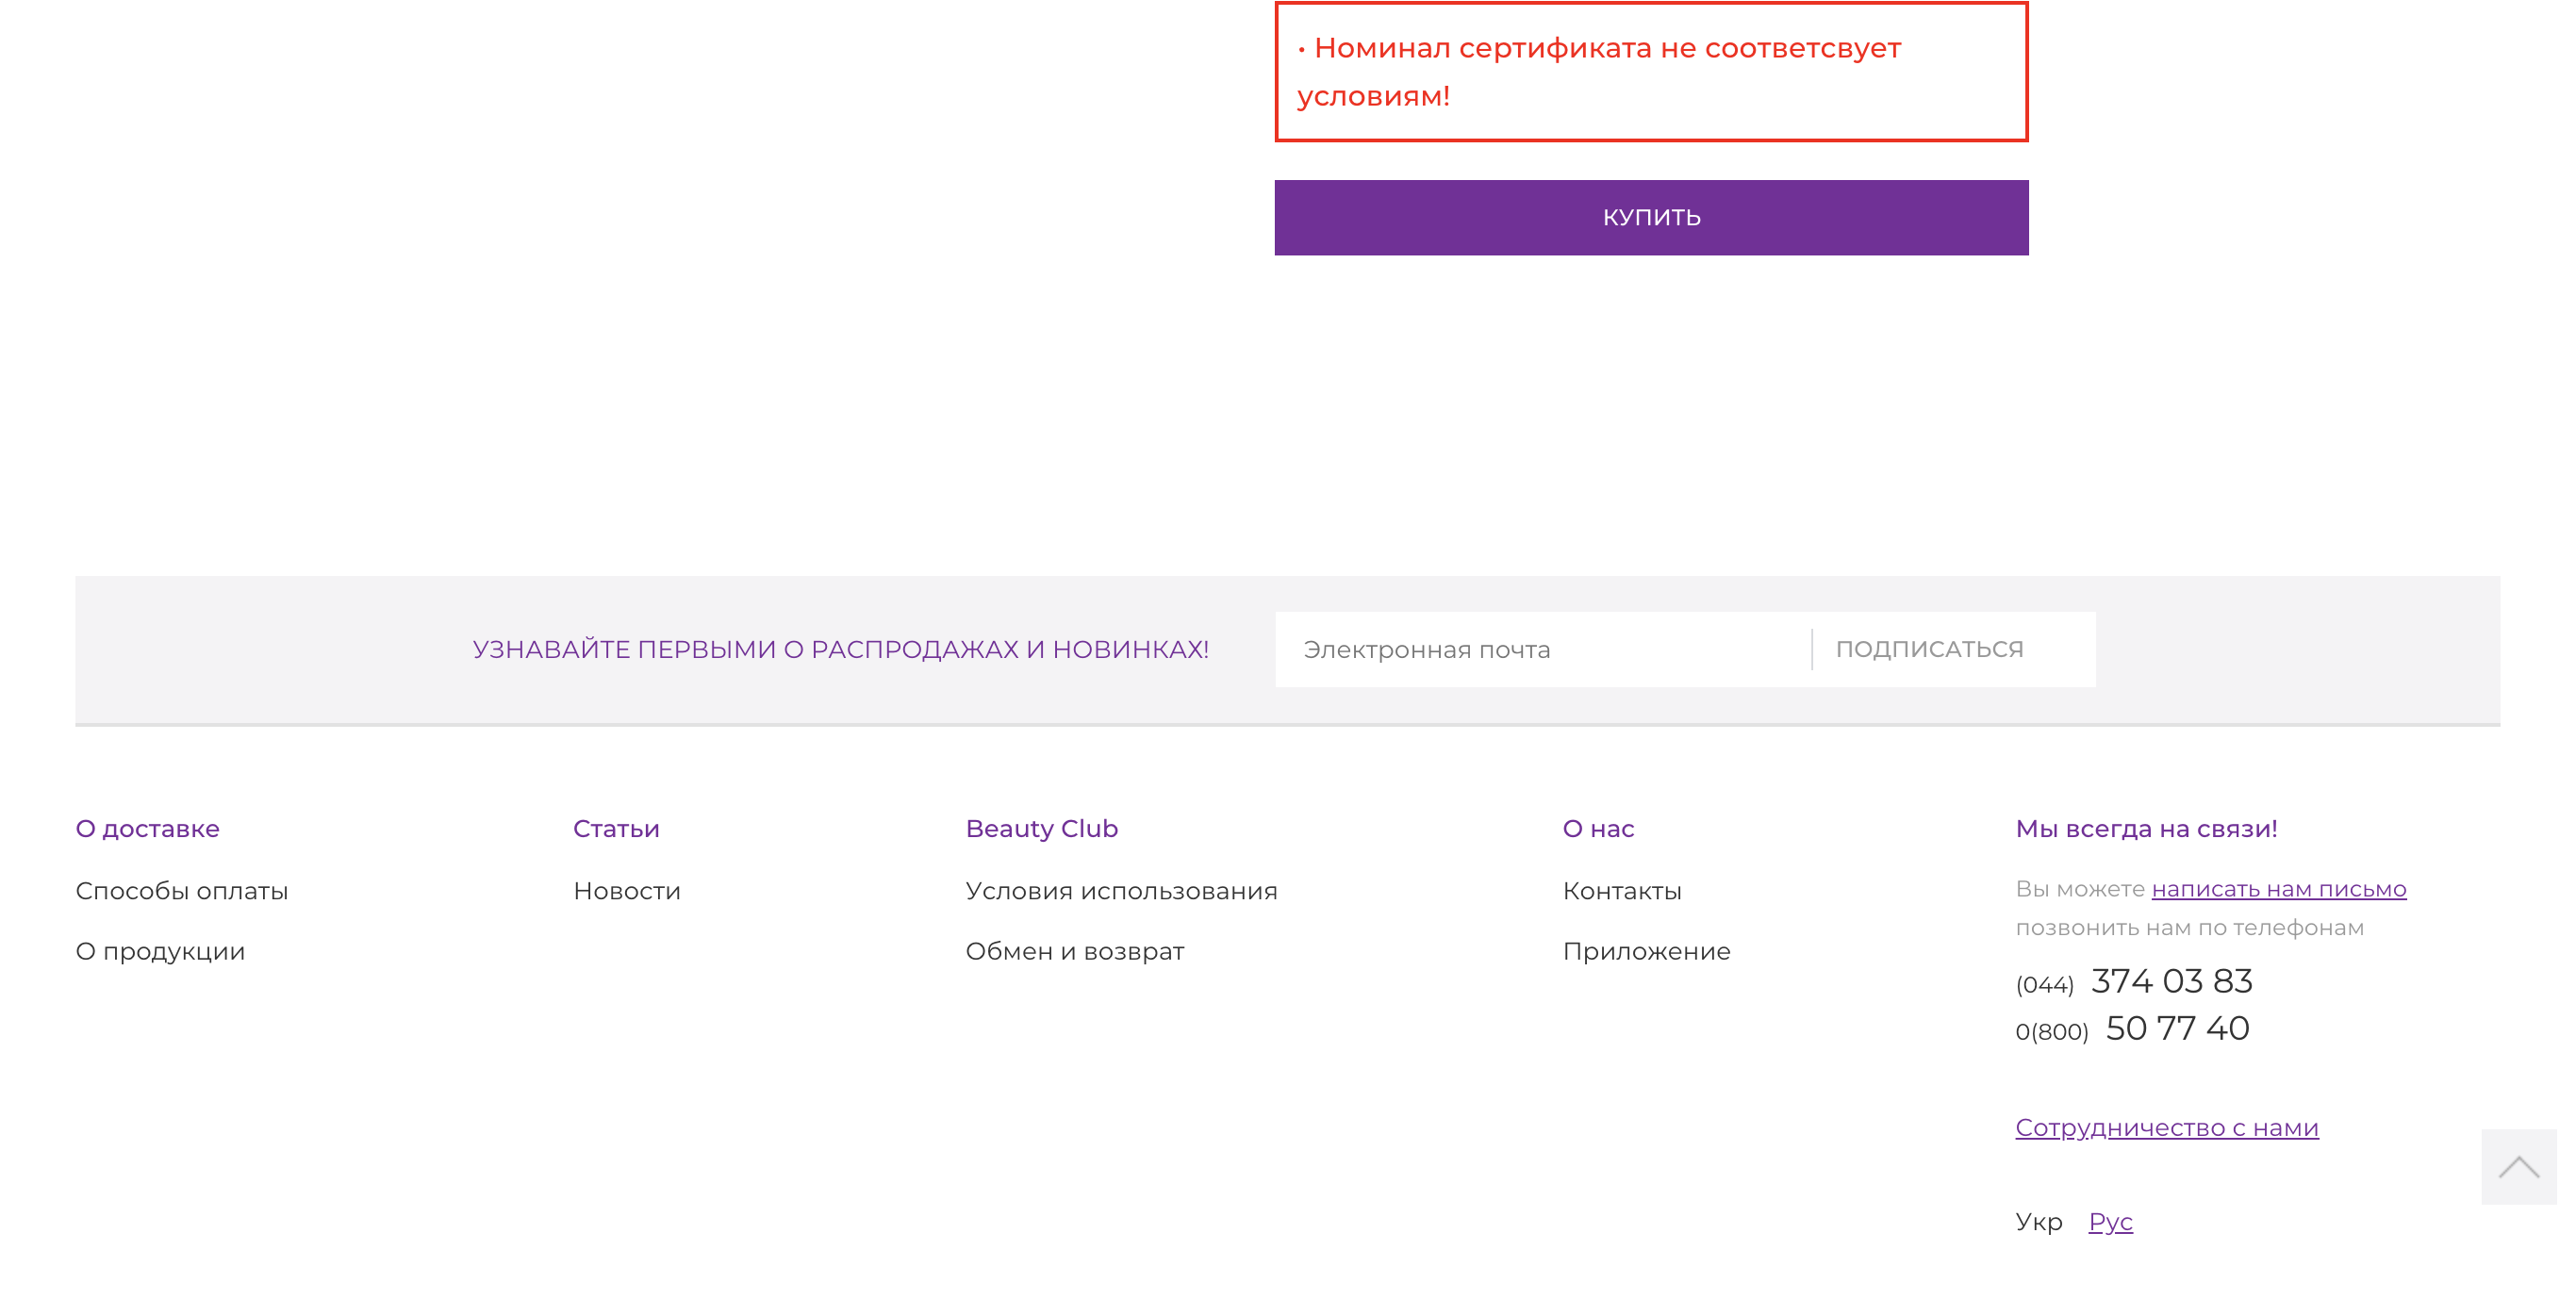 • Номинал сертификата не соответсвует
условиям!
КУПИТЬ
УЗНАВАЙТЕ ПЕРВЫМИ О РАСПРОДАЖАХ И НОВИНКАХ!
Электронная почта
ПОДПИСАТЬСЯ
О доставке
Способы оплаты
О продукции
Статьи
Новости
Beauty Club
Условия использования
Обмен и возврат
О нас
Контакты
Приложение
Мы всегда на связи!
Вы можете написать нам письмо
позвонить нам по телефонам
(044) 374 03 83
0(800) 50 77 40
Сотрудничество с нами
Укр Рус